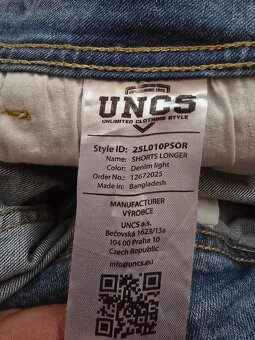 UNCS
UNLIMITED CLOTHING STYLE
Style ID: 25L010PSOR
Name: SHORTS LONGER
Color: Denim light
Order No.: 12672025
Made in: Bangladesh
MANUFACTURER
VÝROBCE
UNCS a.s.
Bečovská 1623/13a
104 00 Praha 10
Czech Republic
info@uncs.eu